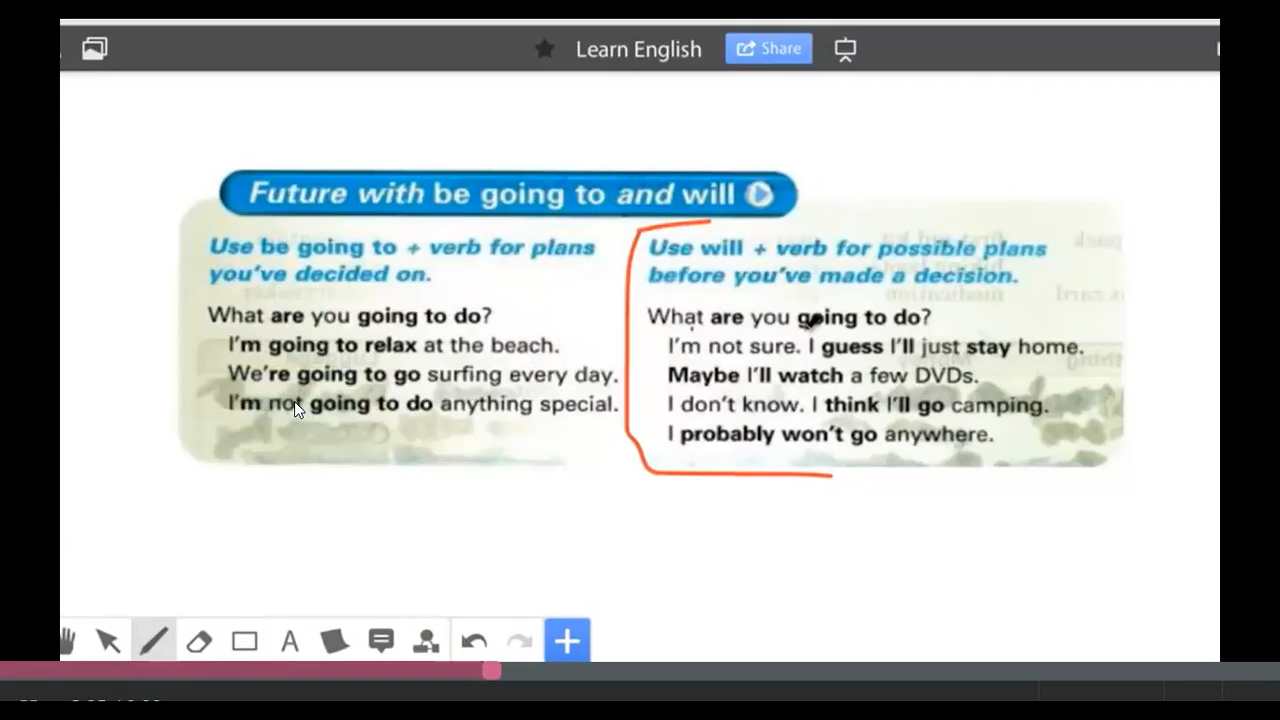 Learn English
Share
Future with be going to and will
Use be going to + verb for plans
you've decided on.
What are you going to do?
I'm going to relax at the beach.
We're going to go surfing every day.
I'm not going to do anything special.
Use will + verb for possible plans
before you've made a decision.
What are you going to do?
I'm not sure. I guess I'll just stay home.
Maybe I'll watch a few DVDs.
I don't know. I think I'll go camping.
I probably won't go anywhere.
A